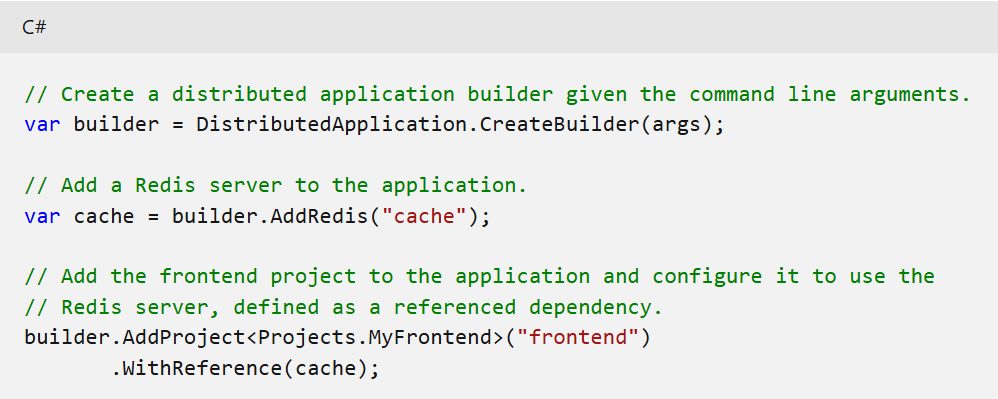 C#
// Create a distributed application builder given the command line arguments.
var builder = DistributedApplication.CreateBuilder(args);
// Add a Redis server to the application.
var cache = builder.AddRedis("cache");
// Add the frontend project to the application and configure it to use the
// Redis server, defined as a referenced dependency.
builder.AddProject<Projects.MyFrontend>("frontend")
       .WithReference(cache);